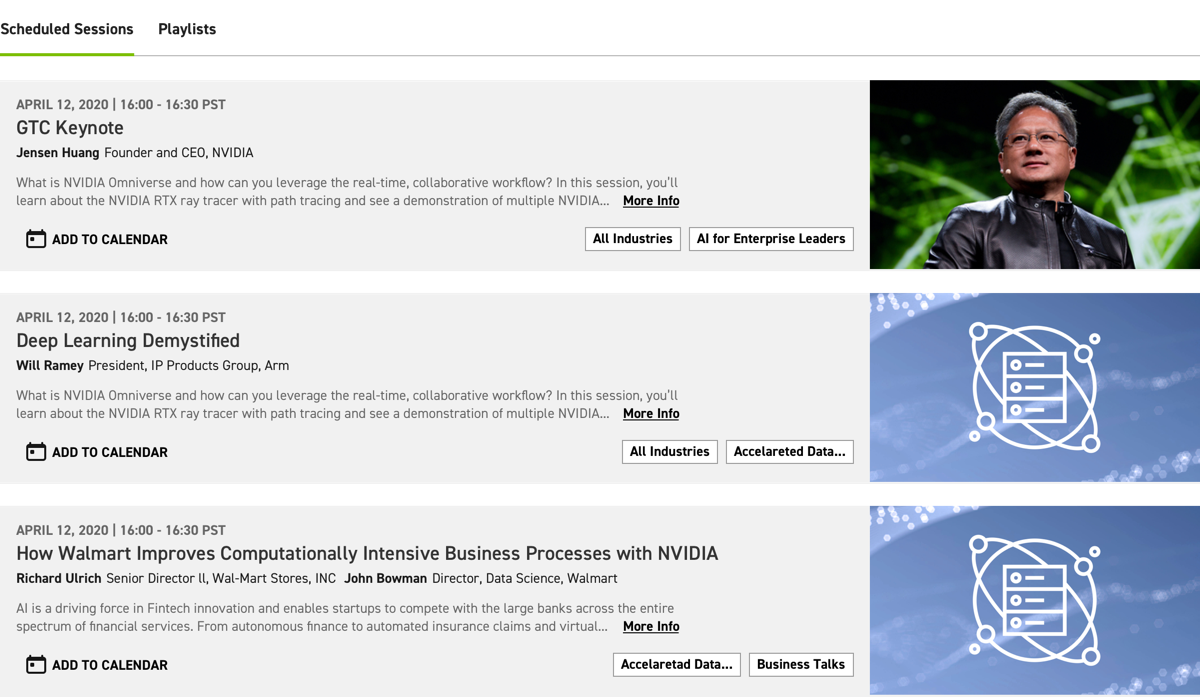 Scheduled Sessions Playlists
APRIL 12, 2020 | 16:00 - 16:30 PST
GTC Keynote
Jensen Huang Founder and CEO, NVIDIA
What is NVIDIA Omniverse and how can you leverage the real-time, collaborative workflow? In this session, you'll
learn about the NVIDIA RTX ray tracer with path tracing and see a demonstration of multiple NVIDIA... More Info
ADD TO CALENDAR All Industries AI for Enterprise Leaders
APRIL 12, 2020 | 16:00 - 16:30 PST
Deep Learning Demystified
Will Ramey President, IP Products Group, Arm
What is NVIDIA Omniverse and how can you leverage the real-time, collaborative workflow? In this session, you'll
learn about the NVIDIA RTX ray tracer with path tracing and see a demonstration of multiple NVIDIA... More Info
ADD TO CALENDAR All Industries Accelareted Data...
APRIL 12, 2020 | 16:00 - 16:30 PST
How Walmart Improves Computationally Intensive Business Processes with NVIDIA
Richard Ulrich Senior Director ll, Wal-Mart Stores, INC John Bowman Director, Data Science, Walmart
AI is a driving force in Fintech innovation and enables startups to compete with the large banks across the entire
spectrum of financial services. From autonomous finance to automated insurance claims and virtual... More Info
ADD TO CALENDAR Accelaretad Data... Business Talks